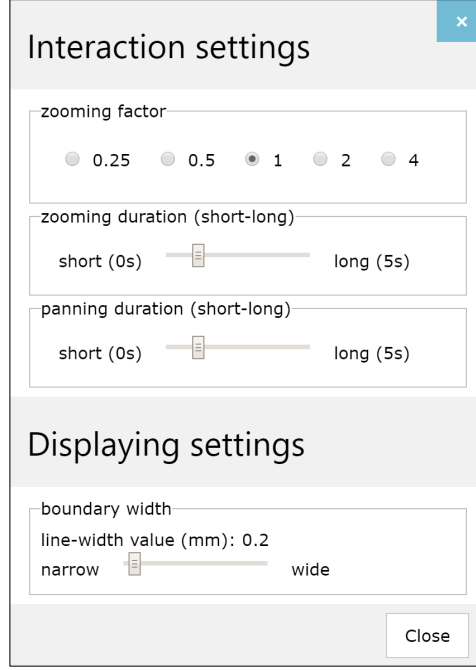 ×
Interaction settings
zooming factor
0.25 0.5 1 2 4
zooming duration (short-long)
short (0s) long (5s)
panning duration (short-long)
short (0s) long (5s)
Displaying settings
boundary width
line-width value (mm): 0.2
narrow wide
Close